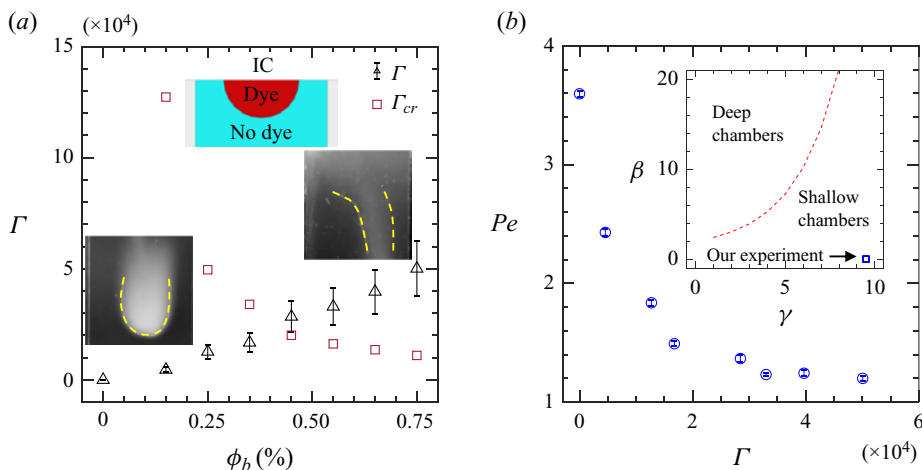 (a)
(×10⁴)
15
10
5
0
Γ
IC
Dye
No dye
Γ
Γcr
0
0.25
0.50
0.75
ϕb (%)
(b)
4
3
2
1
Pe
20
10
0
β
Deep
chambers
Shallow
chambers
Our experiment
0
5
10
γ
0
2
4
6
(×10⁴)
Γ